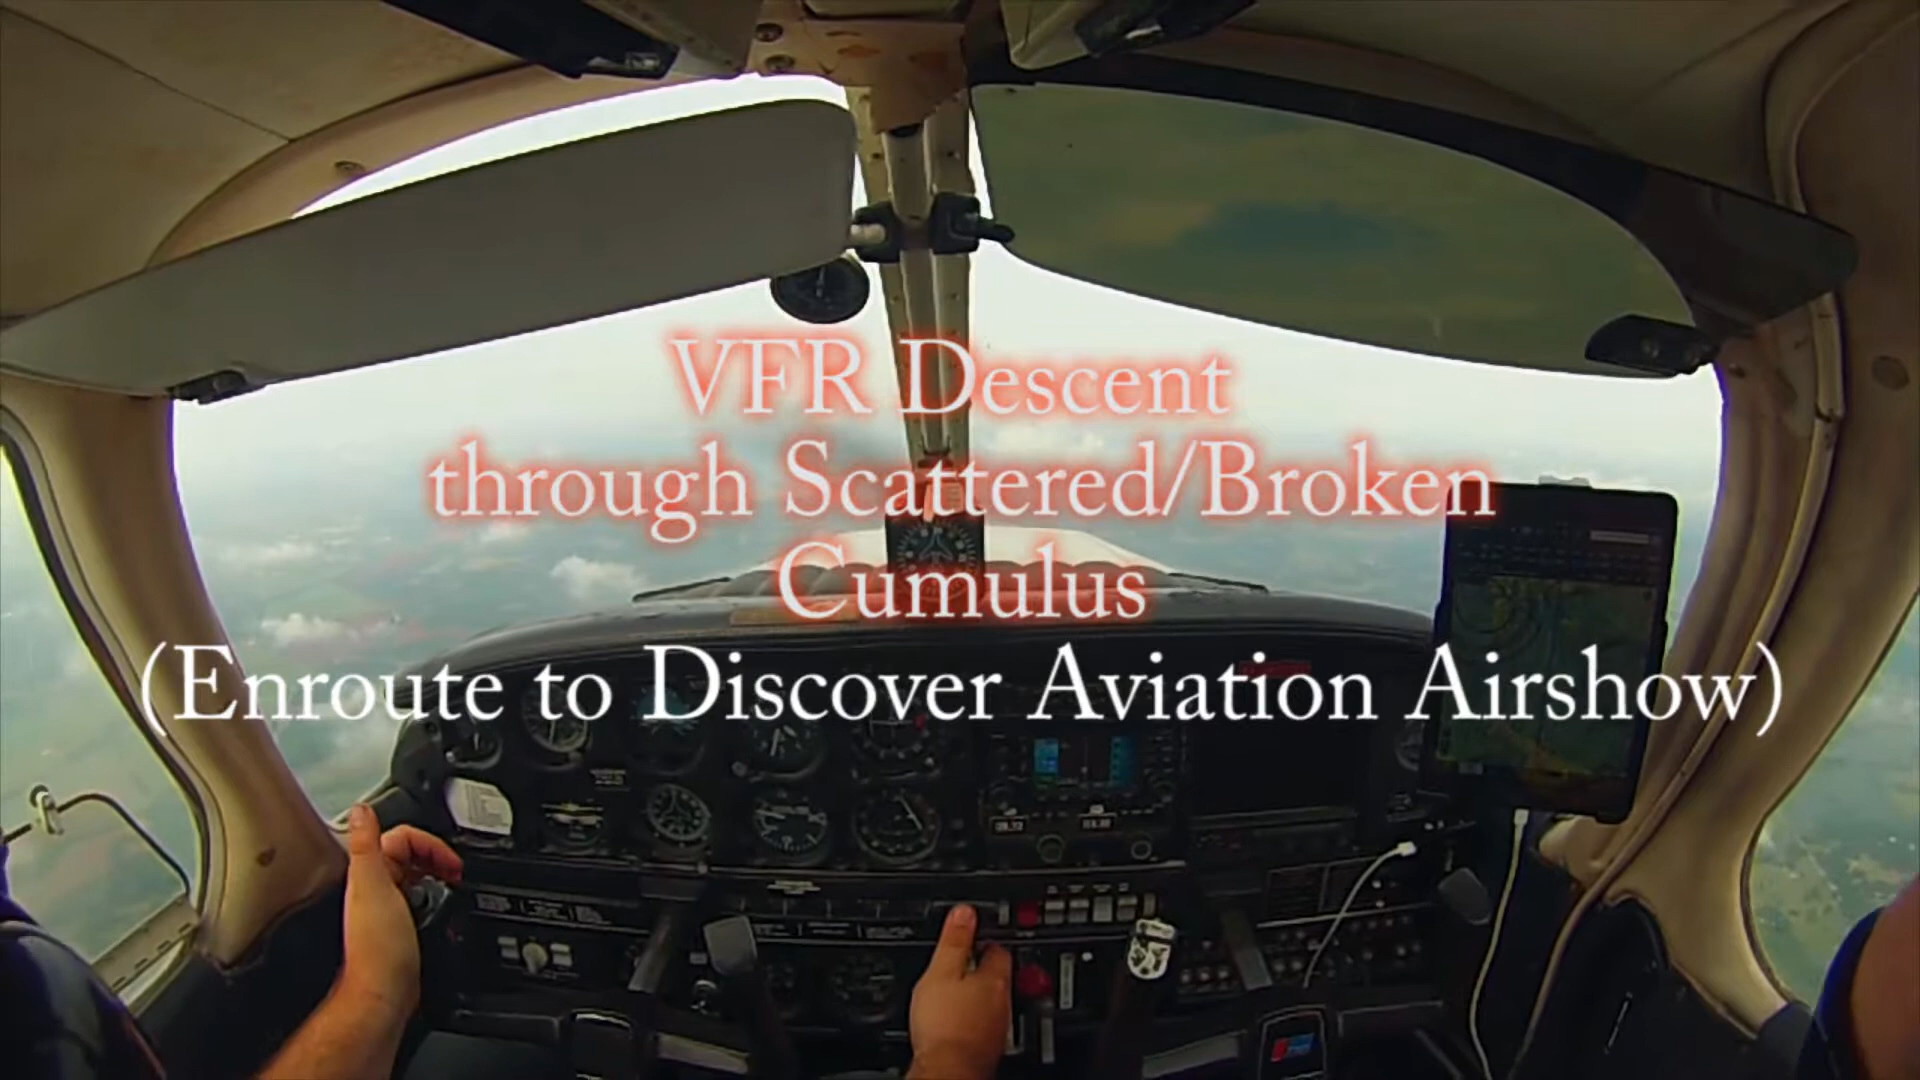 VFR Descent
through Scattered/Broken
Cumulus
(Enroute to Discover Aviation Airshow)